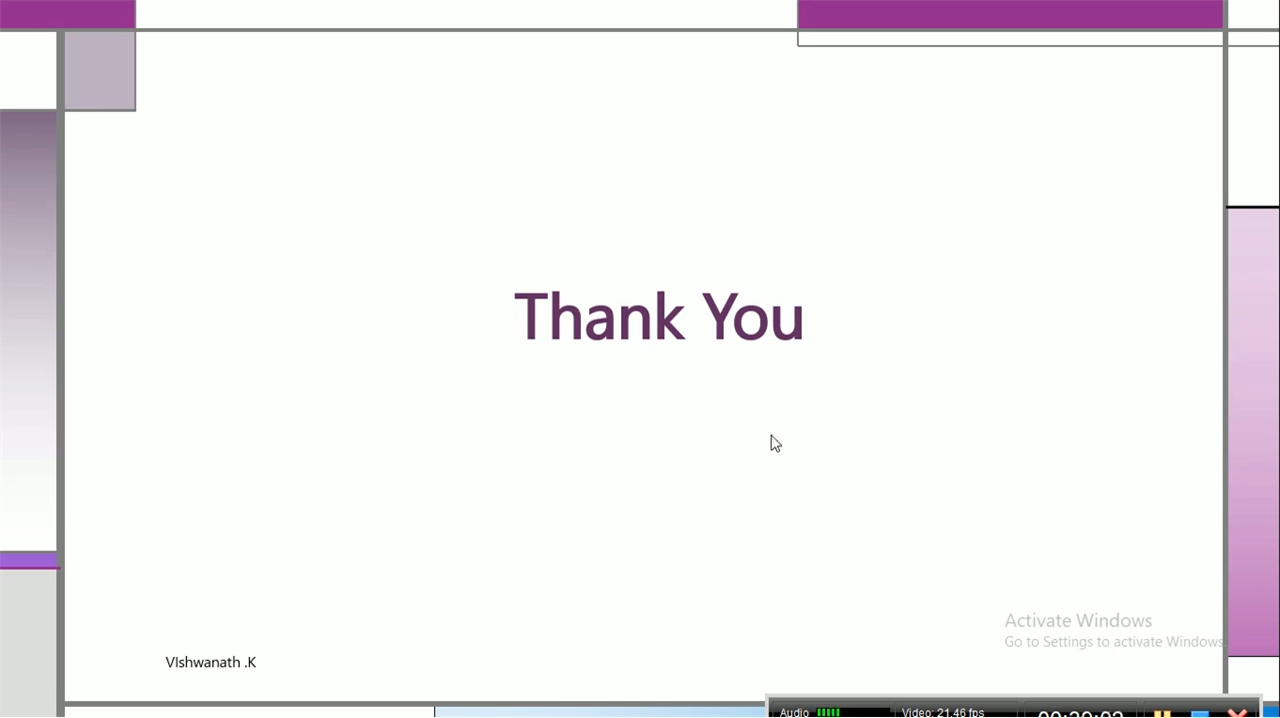 Thank You
Activate Windows
Go to Settings to activate Windows
VIshwanath .K
Audio
Video: 21.46 fps